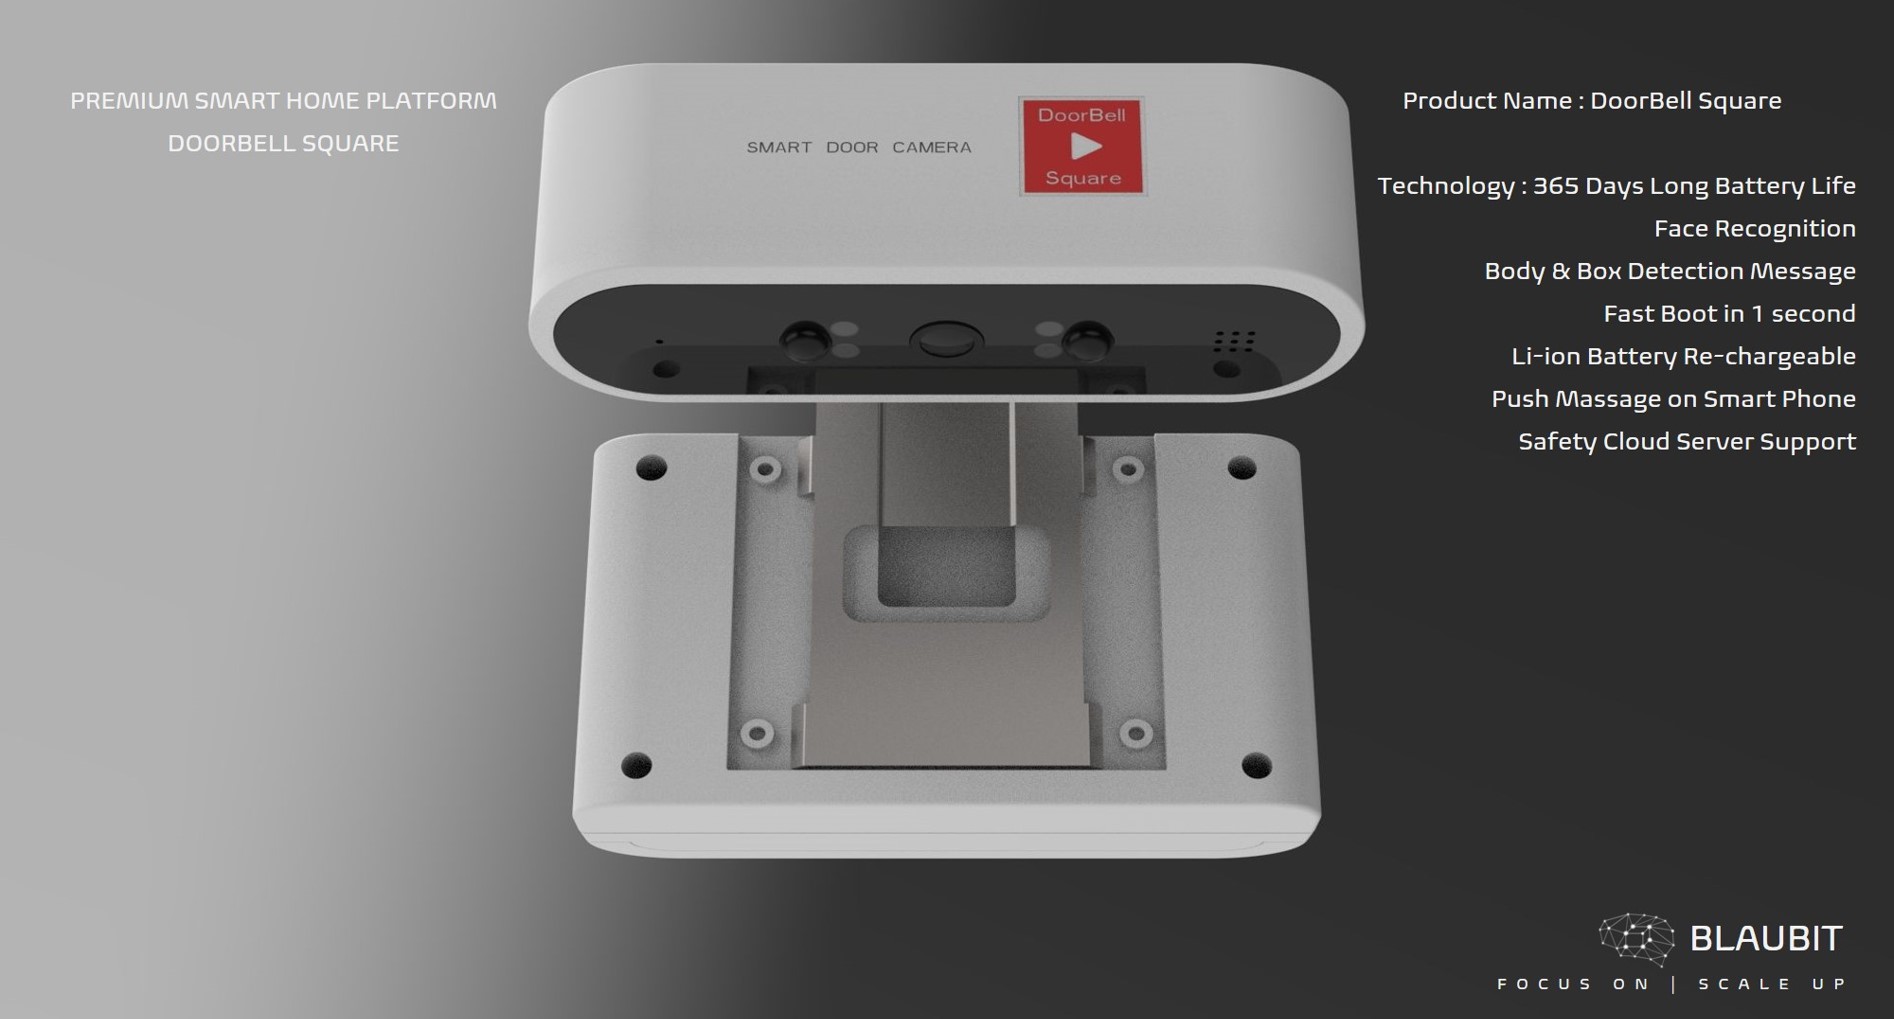 PREMIUM SMART HOME PLATFORM
DOORBELL SQUARE
SMART DOOR CAMERA
DoorBell
Square
Product Name : DoorBell Square
Technology : 365 Days Long Battery Life
Face Recognition
Body & Box Detection Message
Fast Boot in 1 second
Li-ion Battery Re-chargeable
Push Massage on Smart Phone
Safety Cloud Server Support
BLAUBIT
FOCUS ON | SCALE UP